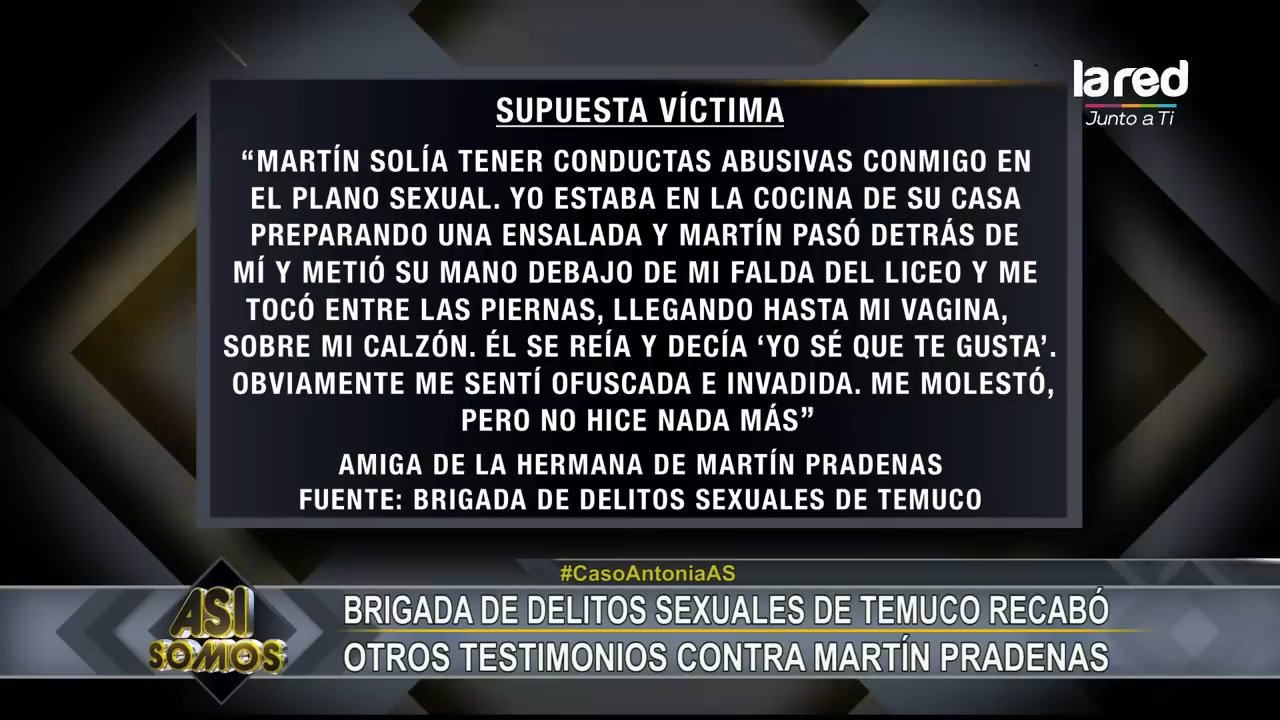 SUPUESTA VÍCTIMA
la red
Junto a Ti
“MARTÍN SOLÍA TENER CONDUCTAS ABUSIVAS CONMIGO EN
EL PLANO SEXUAL. YO ESTABA EN LA COCINA DE SU CASA
PREPARANDO UNA ENSALADA Y MARTÍN PASÓ DETRÁS DE
MÍ Y METIÓ SU MANO DEBAJO DE MI FALDA DEL LICEO Y ME
TOCÓ ENTRE LAS PIERNAS, LLEGANDO HASTA MI VAGINA,
SOBRE MI CALZÓN. ÉL SE REÍA Y DECÍA ‘YO SÉ QUE TE GUSTA’.
OBVIAMENTE ME SENTÍ OFUSCADA E INVADIDA. ME MOLESTÓ,
PERO NO HICE NADA MÁS”
AMIGA DE LA HERMANA DE MARTÍN PRADENAS
FUENTE: BRIGADA DE DELITOS SEXUALES DE TEMUCO
#CasoAntoniaAS
ASI
SOMOS
BRIGADA DE DELITOS SEXUALES DE TEMUCO RECABÓ
OTROS TESTIMONIOS CONTRA MARTÍN PRADENAS